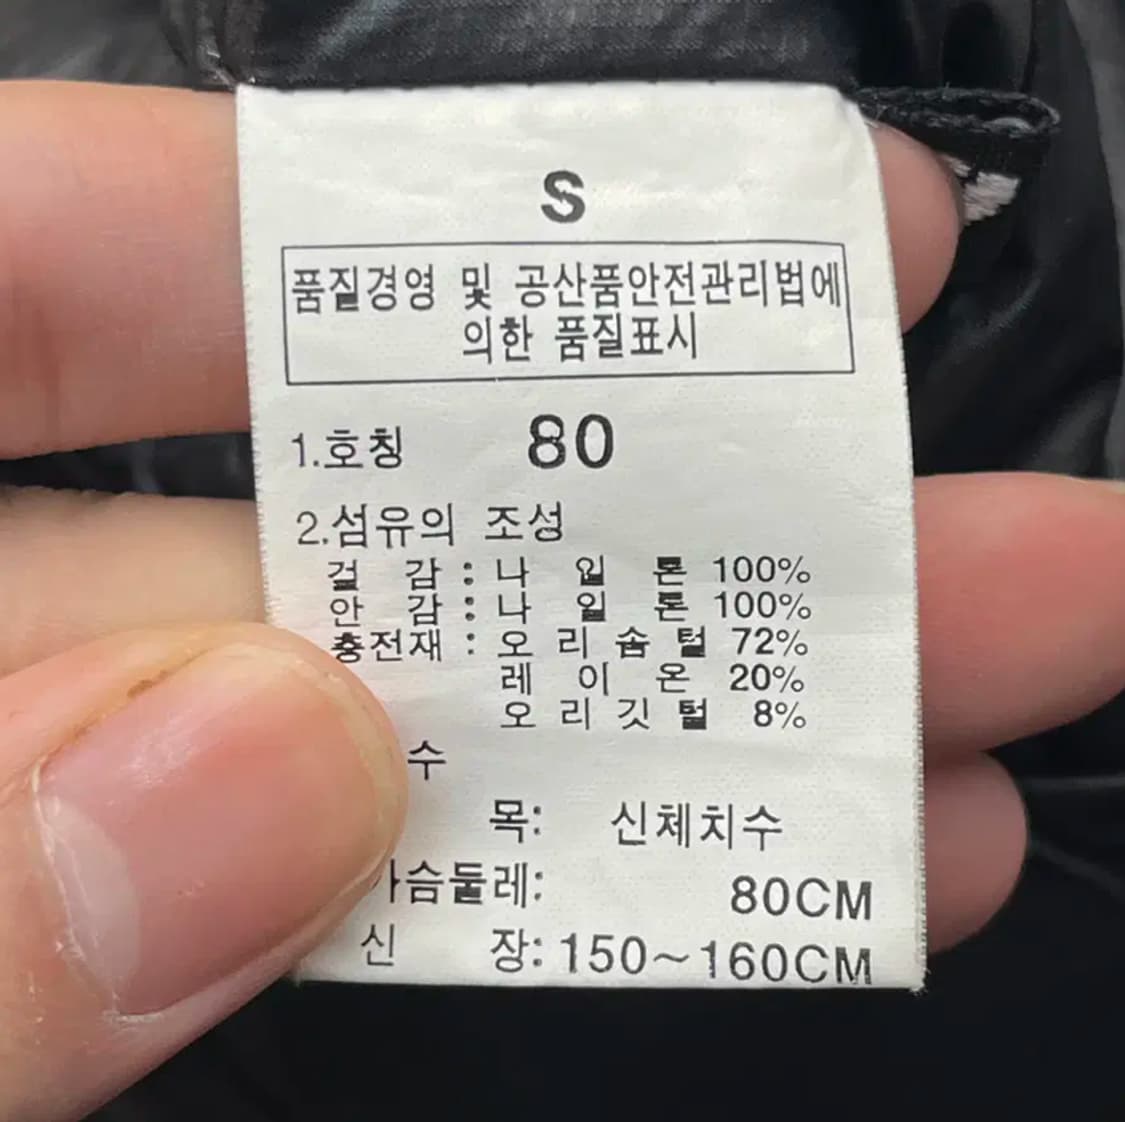 S
품질경영 및 공산품안전관리법에
의한 품질표시
1.호칭 80
2.섬유의 조성
겉 감 : 나 일 론 100%
안 감 : 나 일 론 100%
충전재 : 오 리 솜 털 72%
레 이 온 20%
오 리 깃 털 8%
수
목: 신체치수
가슴둘레: 80CM
신 장: 150~160CM